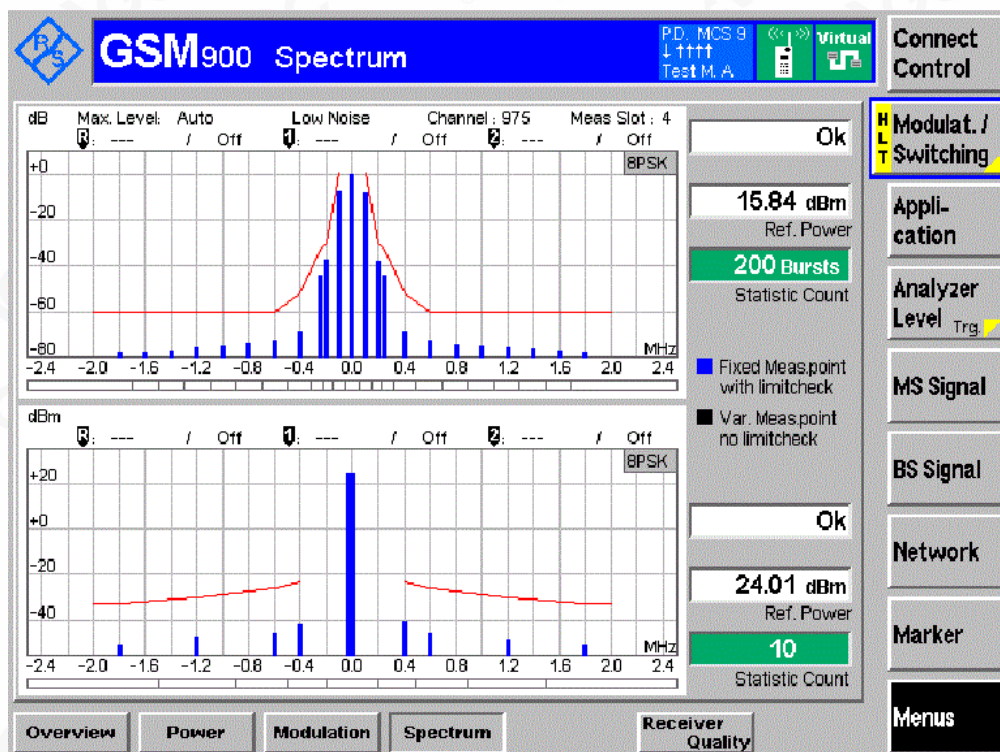 R&S
GSM900 Spectrum
P.D. MCS 9
↓↑↑↑↑
Test M. A
Virtual
Connect Control
dB Max. Level: Auto Low Noise Channel : 975 Meas Slot : 4
R: --- / Off 1: --- / Off 2: --- / Off
8PSK
+0
-20
-40
-60
-80
MHz
-2.4 -2.0 -1.6 -1.2 -0.8 -0.4 0.0 0.4 0.8 1.2 1.6 2.0 2.4
Ok
15.84 dBm
Ref. Power
200 Bursts
Statistic Count
Fixed Meas.point
with limitcheck
Var. Meas.point
no limitcheck
dBm
R: --- / Off 1: --- / Off 2: --- / Off
8PSK
+20
+0
-20
-40
MHz
-2.4 -2.0 -1.6 -1.2 -0.8 -0.4 0.0 0.4 0.8 1.2 1.6 2.0 2.4
Ok
24.01 dBm
Ref. Power
10
Statistic Count
HLT
Modulat. /
Switching
Appli-
cation
Analyzer
Level Trg.
MS Signal
BS Signal
Network
Marker
Menus
Overview
Power
Modulation
Spectrum
Receiver
Quality